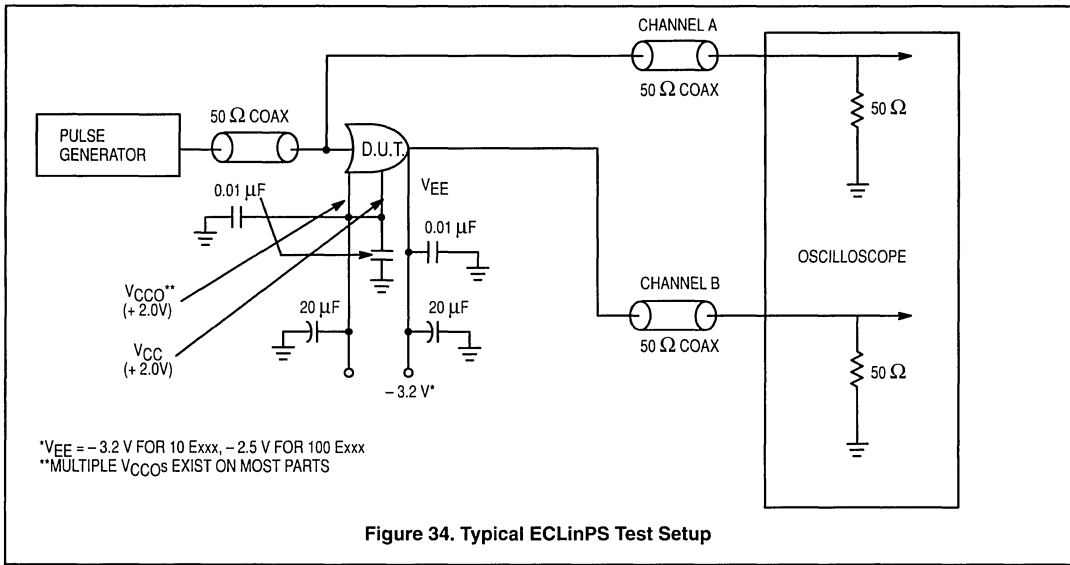 CHANNEL A
50 Ω COAX
50 Ω
50 Ω COAX
PULSE
GENERATOR
D.U.T.
VEE
0.01 μF
0.01 μF
OSCILLOSCOPE
VCCO**
(+ 2.0V)
20 μF
20 μF
CHANNEL B
50 Ω COAX
50 Ω
VCC
(+ 2.0V)
– 3.2 V*
*VEE = – 3.2 V FOR 10 Exxx, – 2.5 V FOR 100 Exxx
**MULTIPLE VCCOs EXIST ON MOST PARTS
Figure 34. Typical ECLinPS Test Setup